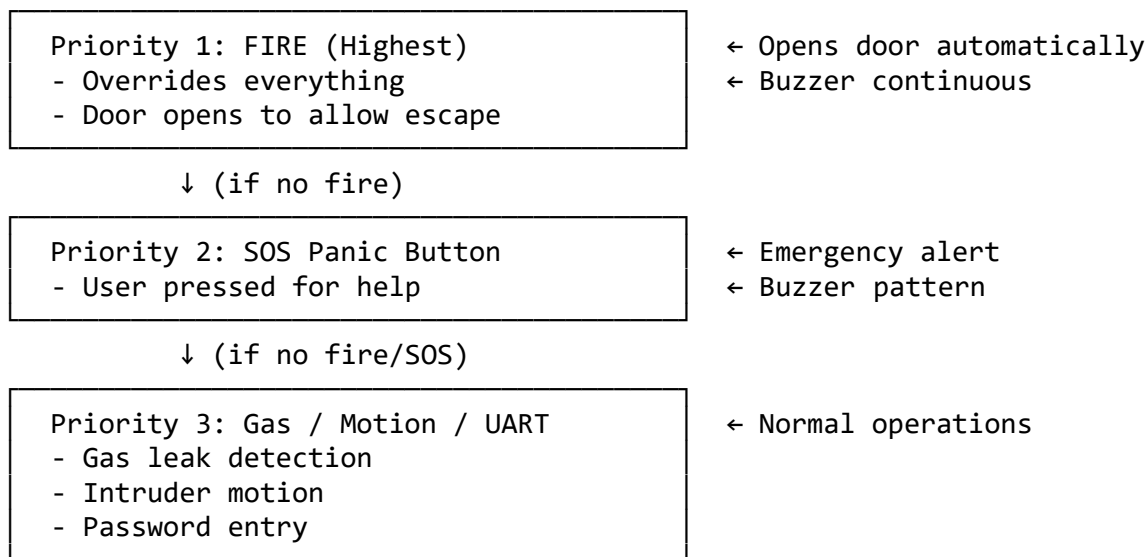 Priority 1: FIRE (Highest) ← Opens door automatically
- Overrides everything ← Buzzer continuous
- Door opens to allow escape
↓ (if no fire)
Priority 2: SOS Panic Button ← Emergency alert
- User pressed for help ← Buzzer pattern
↓ (if no fire/SOS)
Priority 3: Gas / Motion / UART ← Normal operations
- Gas leak detection
- Intruder motion
- Password entry